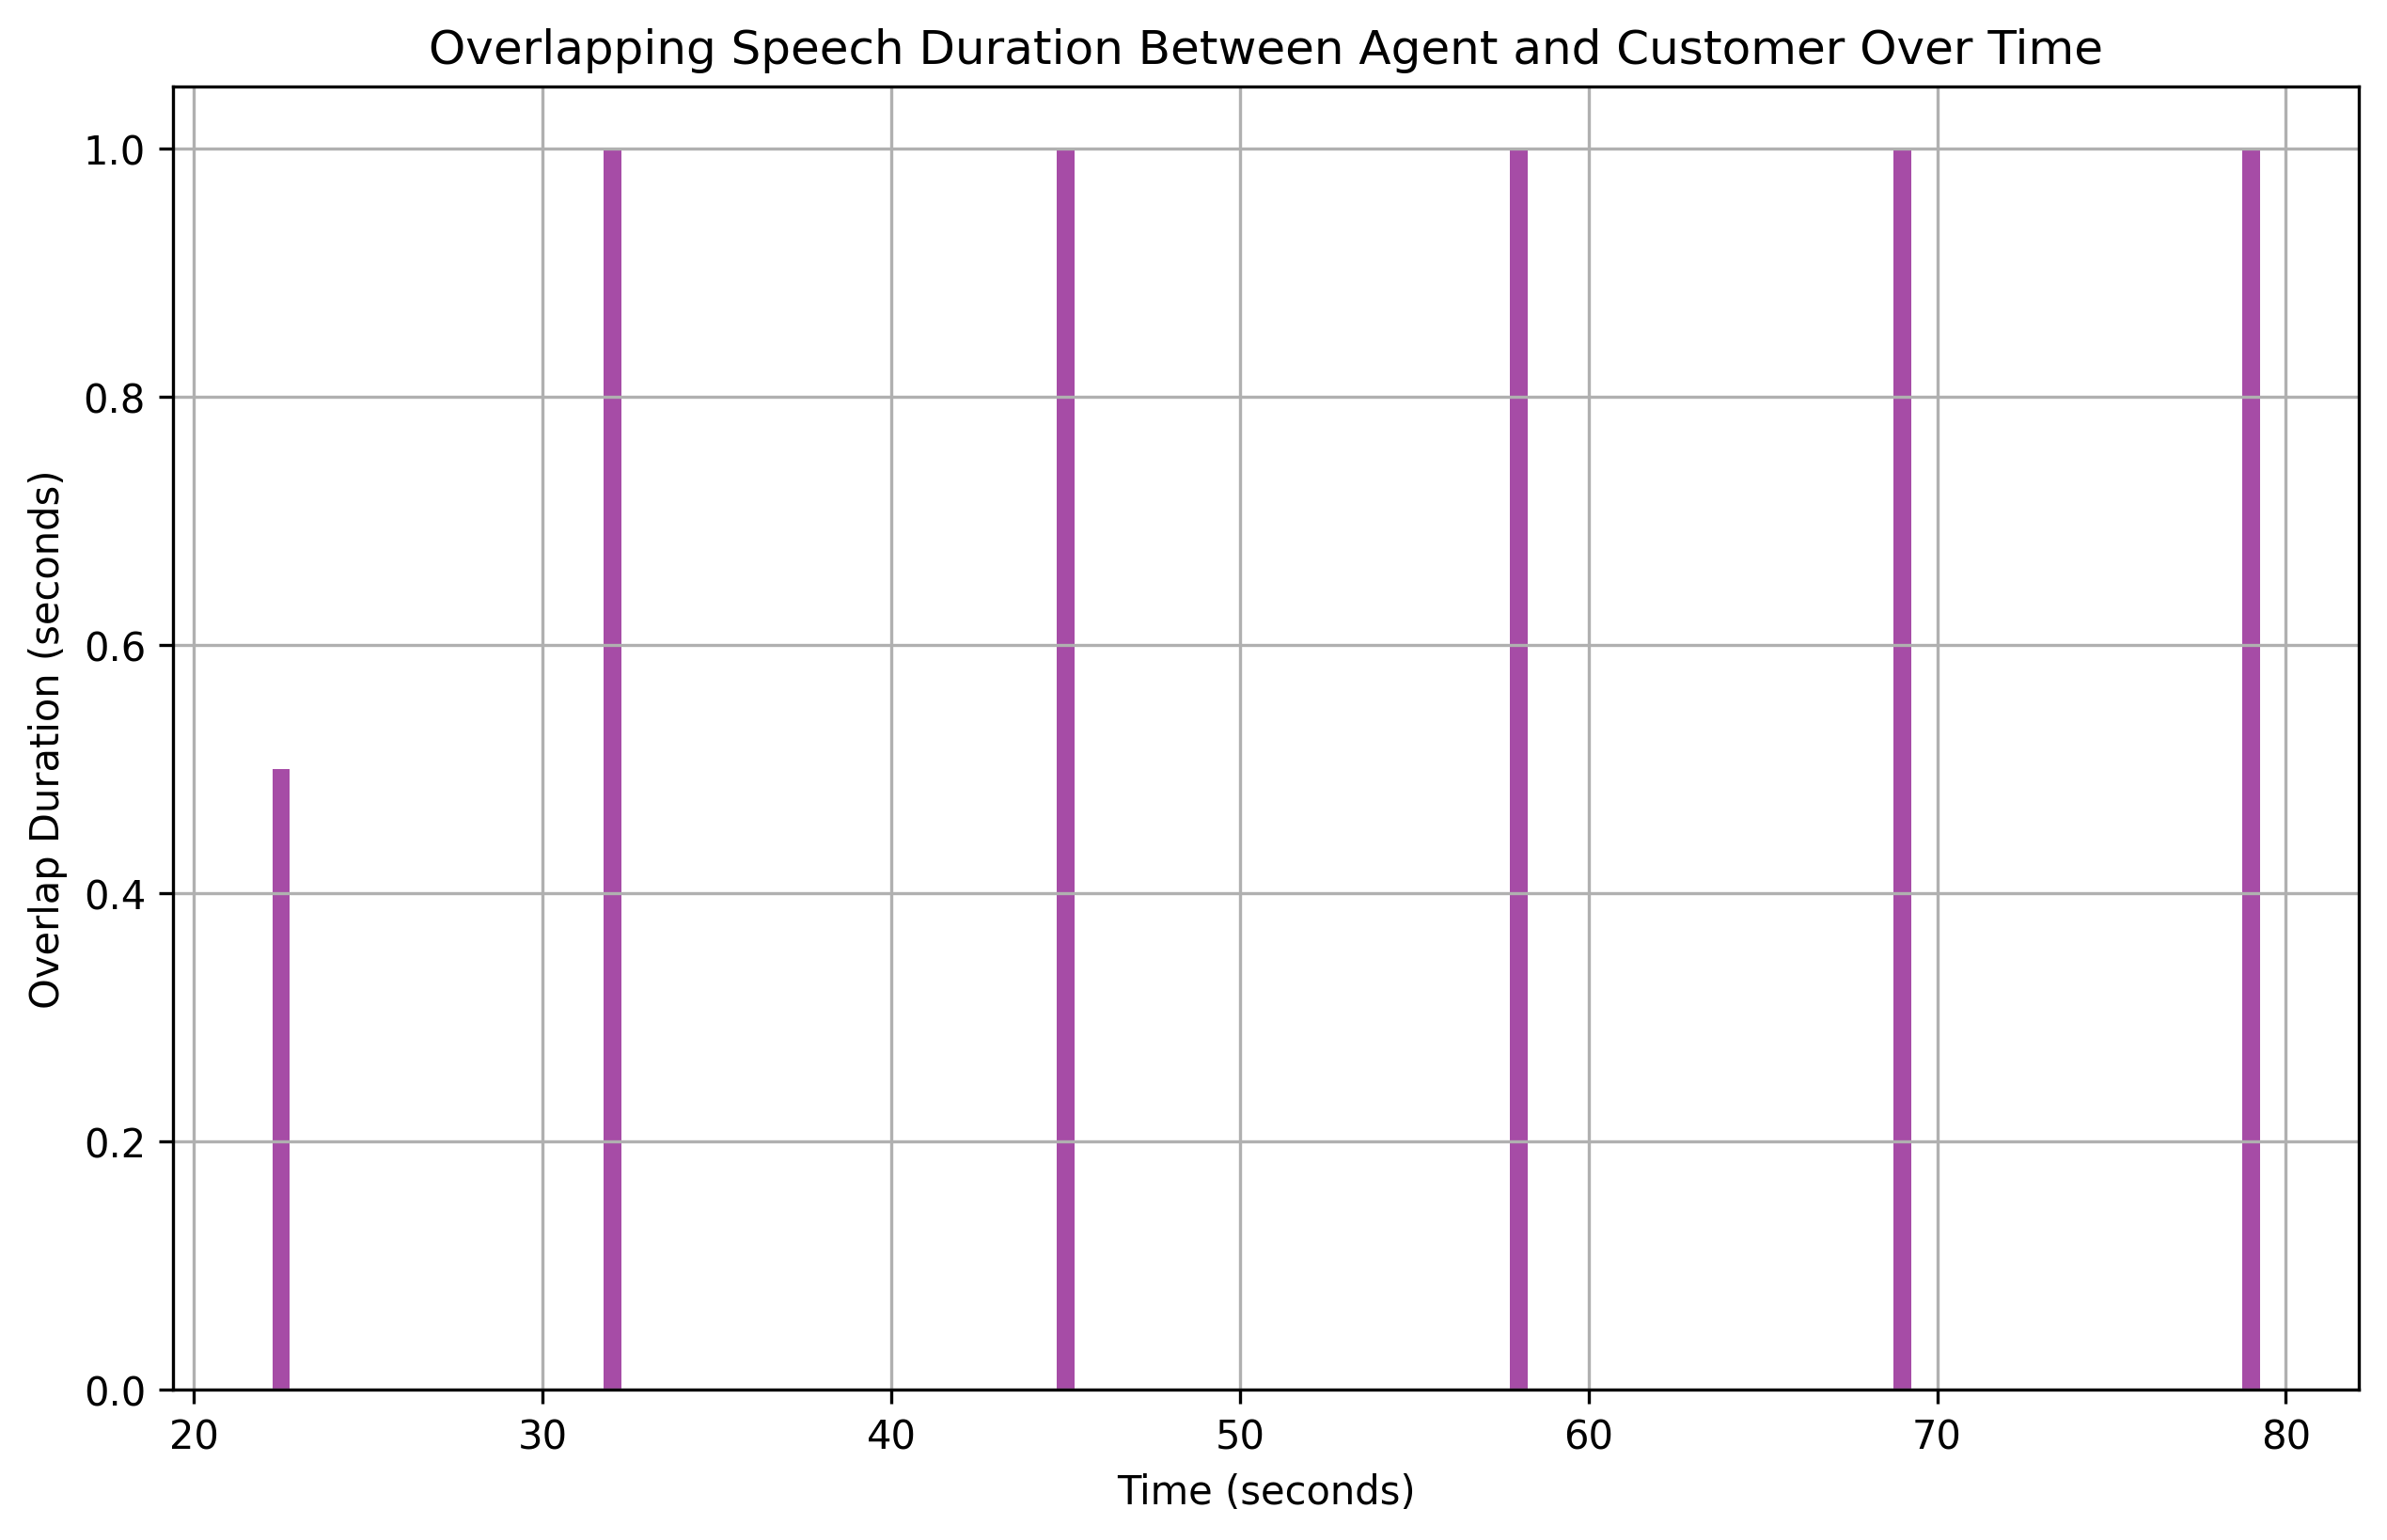 Overlapping Speech Duration Between Agent and Customer Over Time
Overlap Duration (seconds)
1.0
0.8
0.6
0.4
0.2
0.0
20 30 40 50 60 70 80
Time (seconds)